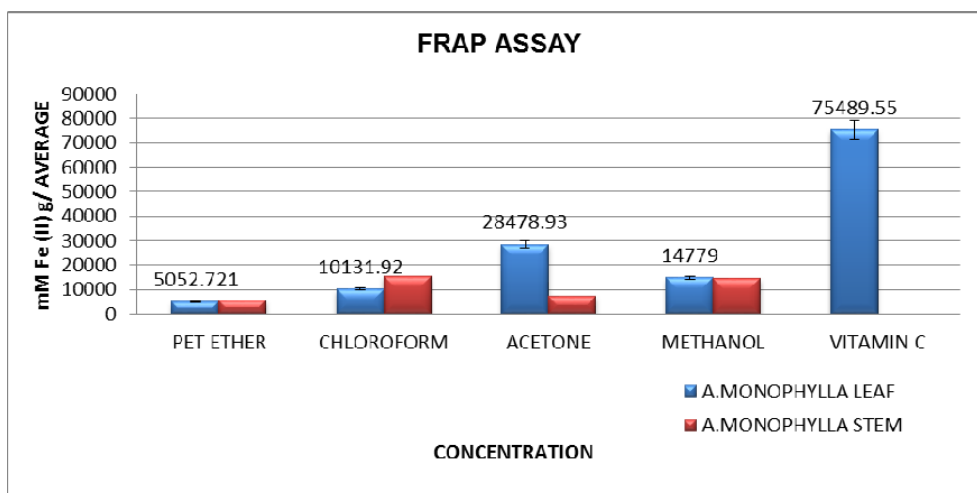 FRAP ASSAY
mM Fe (II) g/ AVERAGE
90000
80000
70000
60000
50000
40000
30000
20000
10000
0
5052.721
10131.92
28478.93
14779
75489.55
PET ETHER
CHLOROFORM
ACETONE
METHANOL
VITAMIN C
A.MONOPHYLLA LEAF
A.MONOPHYLLA STEM
CONCENTRATION